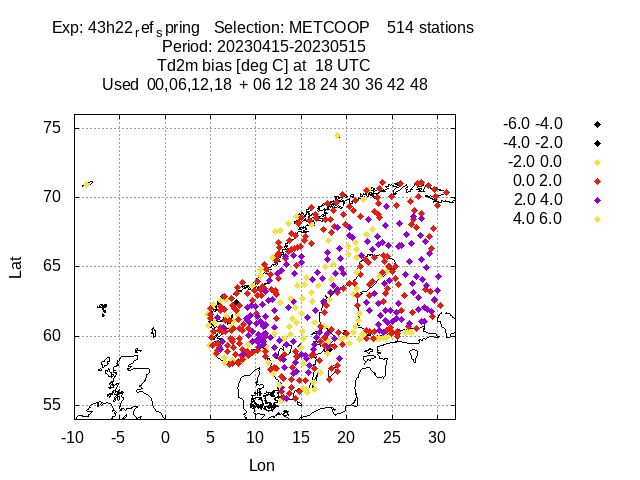 Exp: 43h22refspring Selection: METCOOP 514 stations
Period: 20230415-20230515
Td2m bias [deg C] at 18 UTC
Used 00,06,12,18 + 06 12 18 24 30 36 42 48
-6.0 -4.0
-4.0 -2.0
-2.0 0.0
0.0 2.0
2.0 4.0
4.0 6.0
75
70
65
60
55
Lat
-10 -5 0 5 10 15 20 25 30
Lon